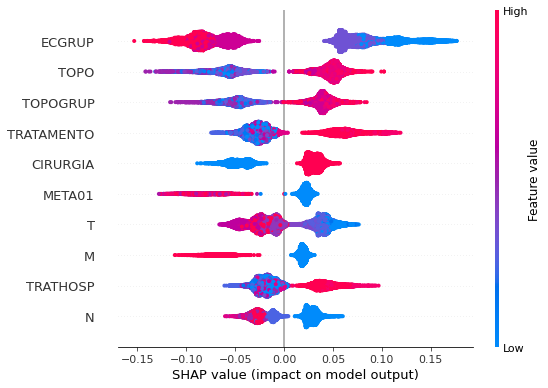 High
ECGRUP
TOPO
TOPOGRUP
TRATAMENTO
CIRURGIA
META01
T
M
TRATHOSP
N
Feature value
Low
−0.15 −0.10 −0.05 0.00 0.05 0.10 0.15
SHAP value (impact on model output)